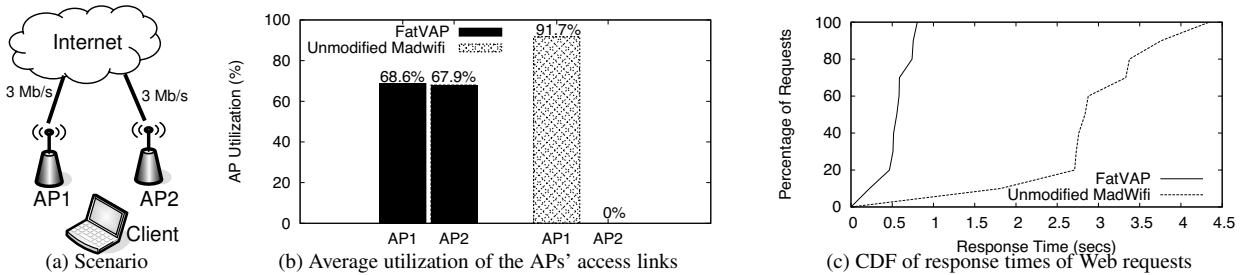 Internet
3 Mb/s
3 Mb/s
AP1
AP2
Client
(a) Scenario
AP Utilization (%)
100
80
60
40
20
0
FatVAP
Unmodified Madwifi
68.6%
67.9%
91.7%
0%
AP1 AP2 AP1 AP2
(b) Average utilization of the APs' access links
Percentage of Requests
100
80
60
40
20
0
FatVAP
Unmodified MadWifi
0 0.5 1 1.5 2 2.5 3 3.5 4 4.5
Response Time (secs)
(c) CDF of response times of Web requests